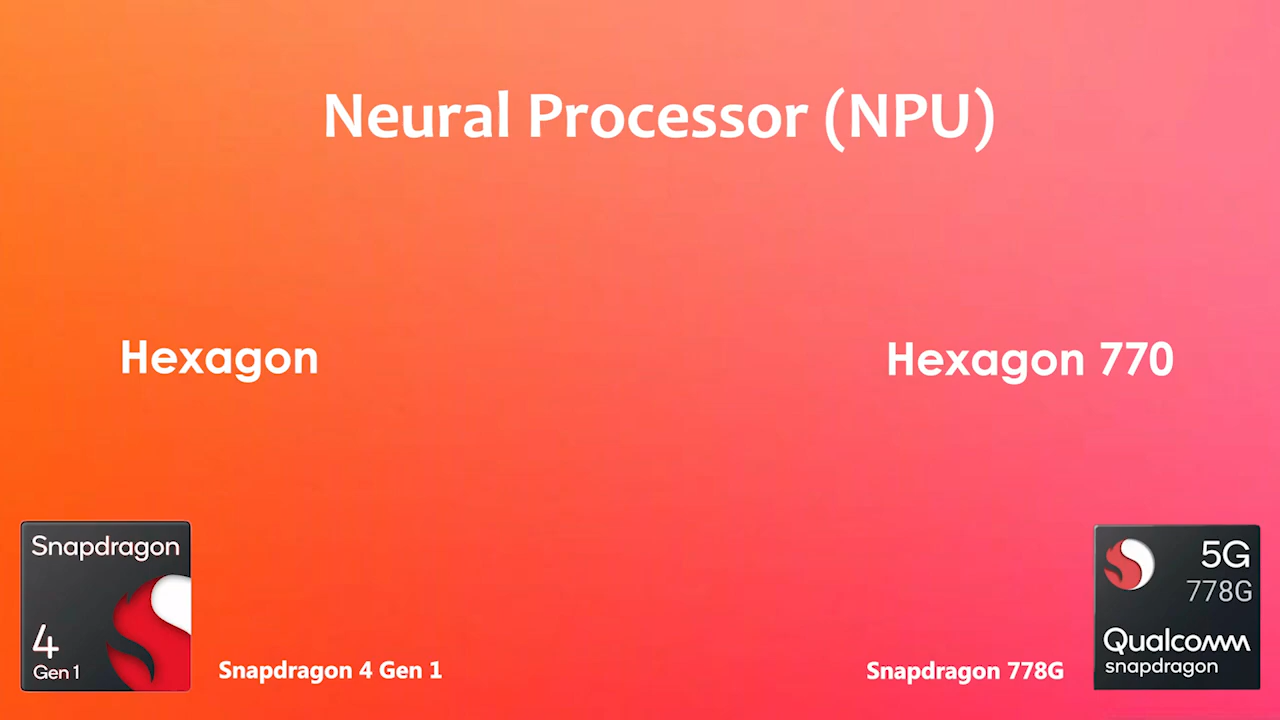 Neural Processor (NPU)
Hexagon
Hexagon 770
Snapdragon
4
Gen 1
Snapdragon 4 Gen 1
Snapdragon 778G
5G
778G
Qualcomm
snapdragon